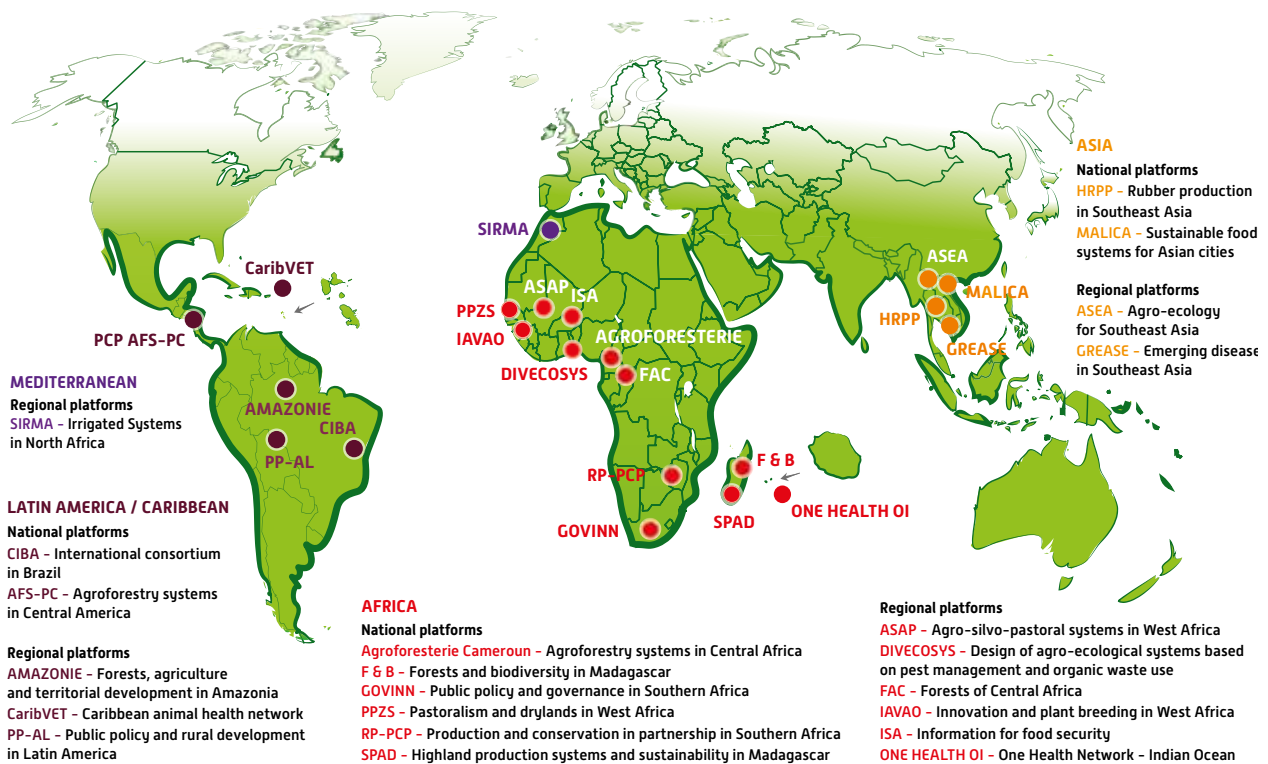 SIRMA
CaribVET
PCP AFS-PC
AMAZONIE
CIBA
PP-AL
ASAP
ISA
PPZS
IAVAO
AGROFORESTERIE
DIVECOSYS
FAC
RP-PCP
F & B
SPAD
ONE HEALTH OI
GOVINN
ASEA
MALICA
HRPP
GREASE
ASIA
National platforms
HRPP - Rubber production
in Southeast Asia
MALICA - Sustainable food
systems for Asian cities
Regional platforms
ASEA - Agro-ecology
for Southeast Asia
GREASE - Emerging disease
in Southeast Asia
MEDITERRANEAN
Regional platforms
SIRMA - Irrigated Systems
in North Africa
LATIN AMERICA / CARIBBEAN
National platforms
CIBA - International consortium
in Brazil
AFS-PC - Agroforestry systems
in Central America
Regional platforms
AMAZONIE - Forests, agriculture
and territorial development in Amazonia
CaribVET - Caribbean animal health network
PP-AL - Public policy and rural development
in Latin America
AFRICA
National platforms
Agroforesterie Cameroun - Agroforestry systems in Central Africa
F & B - Forests and biodiversity in Madagascar
GOVINN - Public policy and governance in Southern Africa
PPZS - Pastoralism and drylands in West Africa
RP-PCP - Production and conservation in partnership in Southern Africa
SPAD - Highland production systems and sustainability in Madagascar
Regional platforms
ASAP - Agro-silvo-pastoral systems in West Africa
DIVECOSYS - Design of agro-ecological systems based
on pest management and organic waste use
FAC - Forests of Central Africa
IAVAO - Innovation and plant breeding in West Africa
ISA - Information for food security
ONE HEALTH OI - One Health Network - Indian Ocean